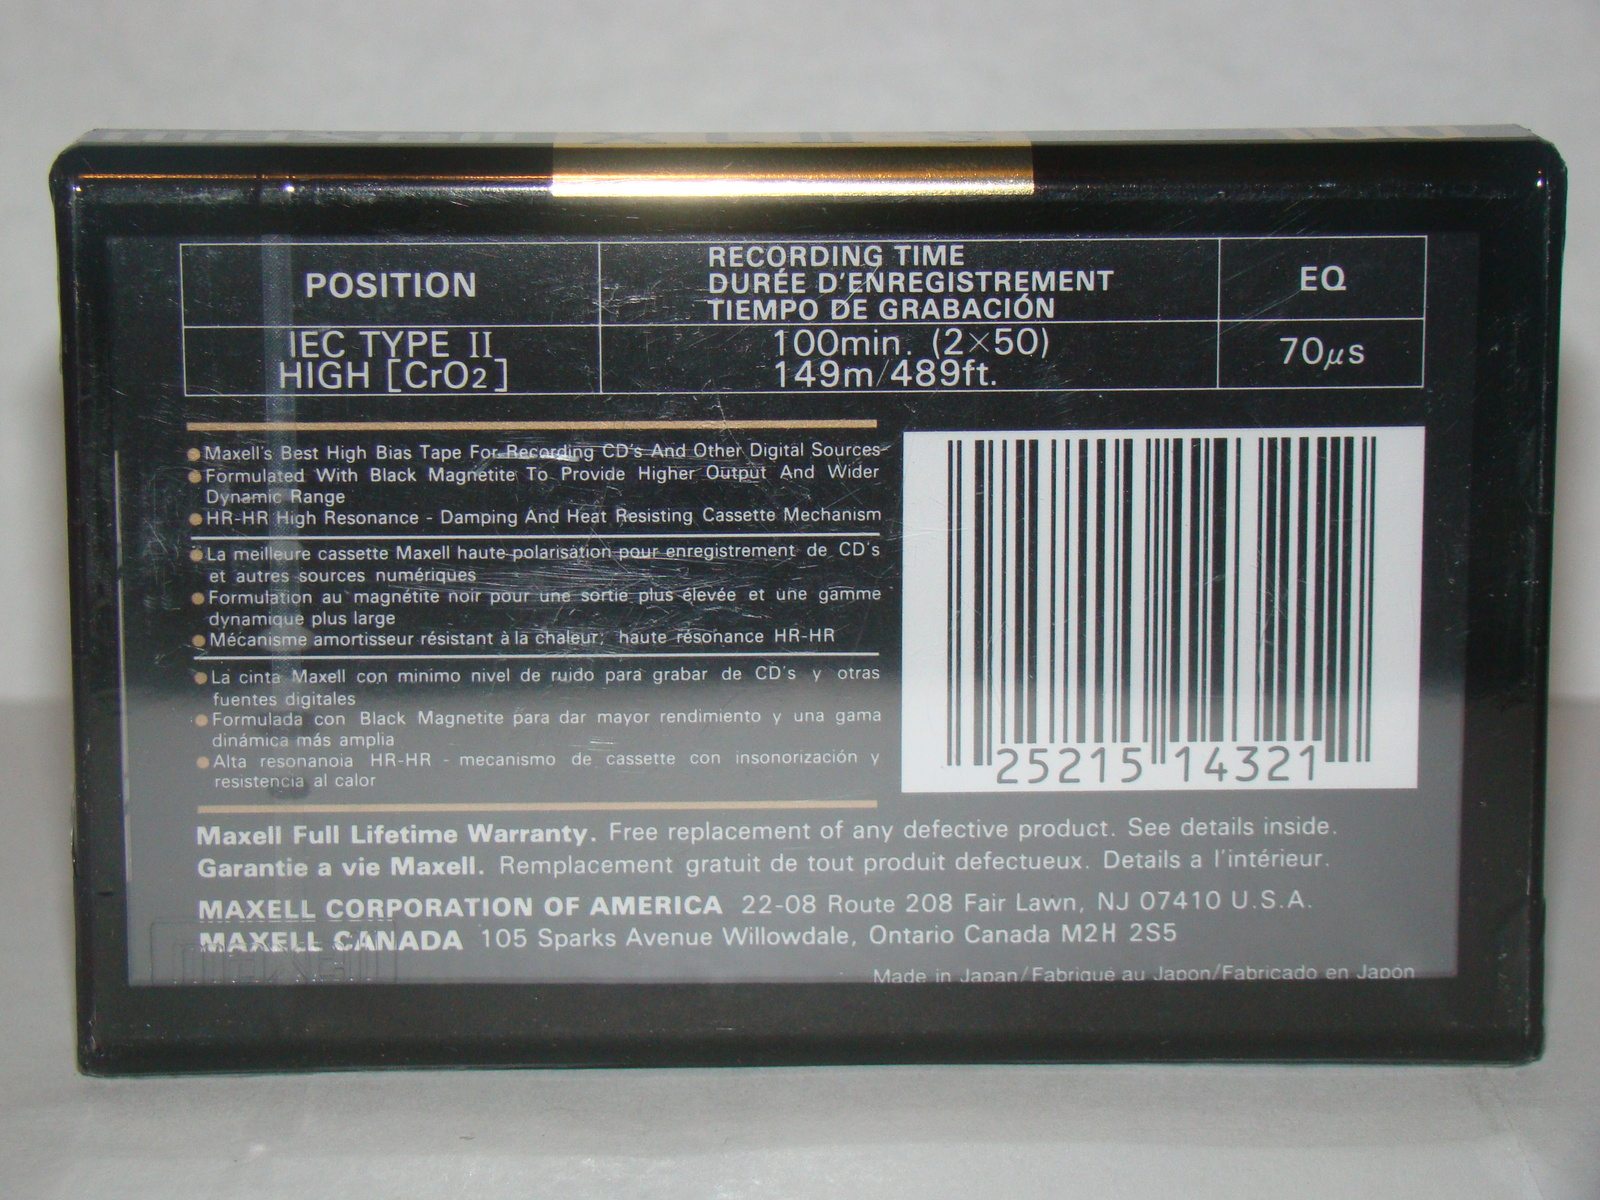 POSITION
RECORDING TIME
DURÉE D'ENREGISTREMENT
TIEMPO DE GRABACIÓN
EQ
IEC TYPE II
HIGH [CrO2]
100min. (2×50)
149m/489ft.
70μs
Maxell's Best High Bias Tape For Recording CD's And Other Digital Sources
Formulated With Black Magnetite To Provide Higher Output And Wider
Dynamic Range
HR-HR High Resonance - Damping And Heat Resisting Cassette Mechanism
La meilleure cassette Maxell haute polarisation pour enregistrement de CD's
et autres sources numériques
Formulation au magnétite noir pour une sortie plus élevée et une gamme
dynamique plus large
Mécanisme amortisseur résistant à la chaleur; haute résonance HR-HR
La cinta Maxell con minimo nivel de ruido para grabar de CD's y otras
fuentes digitales
Formulada con Black Magnetite para dar mayor rendimiento y una gama
dinámica más amplia
Alta resonanoia HR-HR - mecanismo de cassette con insonorización y
resistencia al calor
25215 14321
Maxell Full Lifetime Warranty. Free replacement of any defective product. See details inside.
Garantie a vie Maxell. Remplacement gratuit de tout produit defectueux. Details a l'intérieur.
MAXELL CORPORATION OF AMERICA 22-08 Route 208 Fair Lawn, NJ 07410 U.S.A.
MAXELL CANADA 105 Sparks Avenue Willowdale, Ontario Canada M2H 2S5
maxell
Made in Japan/Fabriqué au Japon/Fabricado en Japón